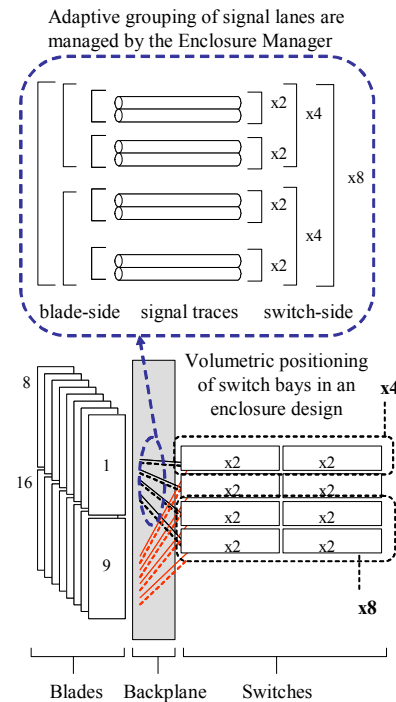 Adaptive grouping of signal lanes are
managed by the Enclosure Manager
x2
x4
x2
x8
x2
x4
x2
blade-side signal traces switch-side
Volumetric positioning
of switch bays in an
enclosure design
8
x4
1
x2 x2
16
x2 x2
x2 x2
9
x2 x2
x8
Blades Backplane Switches